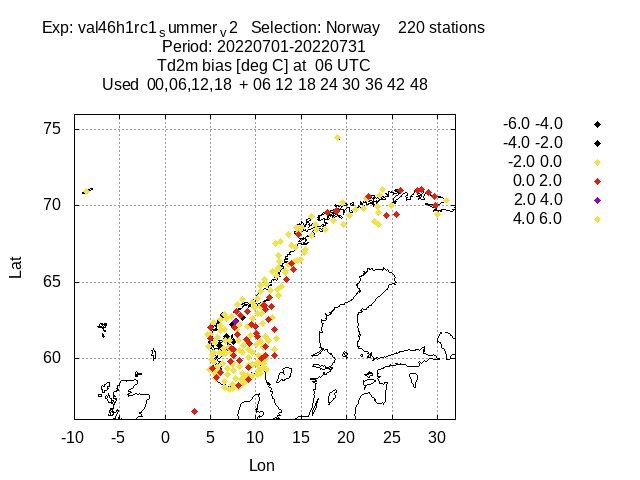 Exp: val46h1rc1summerv2 Selection: Norway 220 stations
Period: 20220701-20220731
Td2m bias [deg C] at 06 UTC
Used 00,06,12,18 + 06 12 18 24 30 36 42 48
75
70
65
60
Lat
-10 -5 0 5 10 15 20 25 30
Lon
-6.0 -4.0
-4.0 -2.0
-2.0 0.0
0.0 2.0
2.0 4.0
4.0 6.0